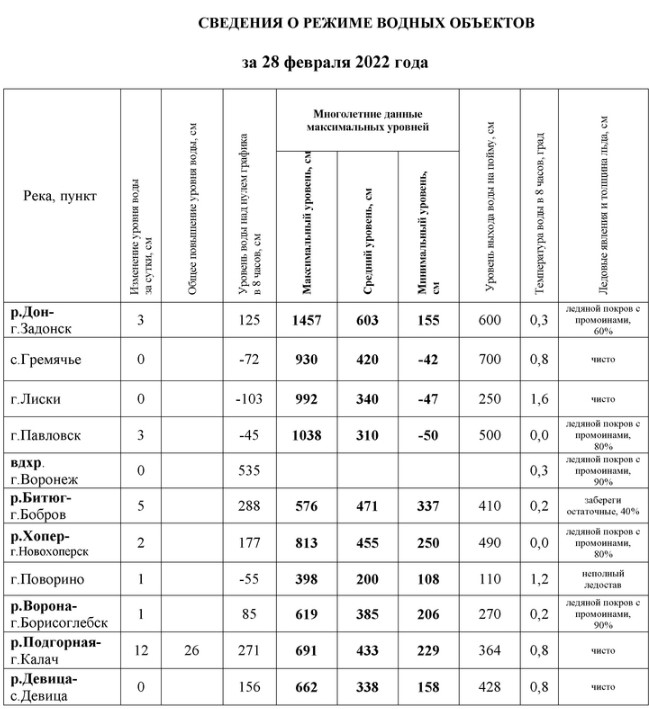 СВЕДЕНИЯ О РЕЖИМЕ ВОДНЫХ ОБЪЕКТОВ
за 28 февраля 2022 года
Река, пункт
Изменение уровня воды
за сутки, см
Общее повышение уровня воды, см
Уровень воды над пулем графика
в 8 часов, см
Многолетние данные
максимальных уровней
Максимальный уровень, см
Средний уровень, см
Минимальный уровень,
см
Уровень выхода воды на пойму, см
Температура воды в 8 часов, град
Ледовые явления и толщина льда, см
р.Дон-
г.Задонск 3 125 1457 603 155 600 0,3
ледяной покров с
промоинами,
60%
с.Гремячье 0 -72 930 420 -42 700 0,8 чисто
г.Лиски 0 -103 992 340 -47 250 1,6 чисто
г.Павловск 3 -45 1038 310 -50 500 0,0
ледяной покров с
промоинами,
80%
вдхр.
г.Воронеж 0 535 0,3
ледяной покров с
промоинами,
90%
р.Битюг-
г.Бобров 5 288 576 471 337 410 0,2
забереги
остаточные, 40%
р.Хопер-
г.Новохоперск 2 177 813 455 250 490 0,0
ледяной покров с
промоинами,
80%
г.Поворино 1 -55 398 200 108 110 1,2
неполный
ледостав
р.Ворона-
г.Борисоглебск 1 85 619 385 206 270 0,2
ледяной покров с
промоинами,
90%
р.Подгорная-
г.Калач 12 26 271 691 433 229 364 0,8 чисто
р.Девица-
с.Девица 0 156 662 338 158 428 0,8 чисто